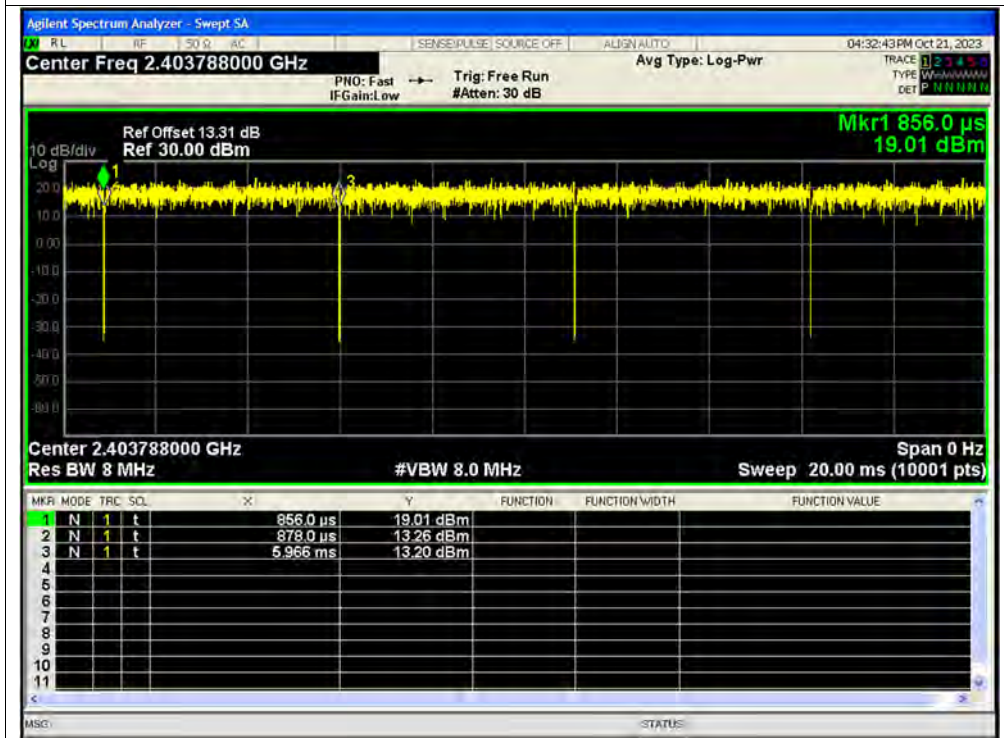 Agilent Spectrum Analyzer - Swept SA
RL RF 50 Ω AC SENSE:PULSE SOURCE OFF ALIGN AUTO 04:32:43 PM Oct 21, 2023
Center Freq 2.403788000 GHz Avg Type: Log-Pwr TRACE 1 2 3 4 5 6
PNO: Fast Trig: Free Run TYPE W
IFGain:Low #Atten: 30 dB DET P N N N N N
Mkr1 856.0 µs
Ref Offset 13.31 dB
10 dB/div Ref 30.00 dBm 19.01 dBm
Log
1
3
20.0
10.0
0.00
-10.0
-20.0
-30.0
-40.0
-50.0
-60.0
Center 2.403788000 GHz Span 0 Hz
Res BW 8 MHz #VBW 8.0 MHz Sweep 20.00 ms (10001 pts)
MKR MODE TRC SCL X Y FUNCTION FUNCTION WIDTH FUNCTION VALUE
1 N 1 t 856.0 µs 19.01 dBm
2 N 1 t 878.0 µs 13.26 dBm
3 N 1 t 5.966 ms 13.20 dBm
4
5
6
7
8
9
10
11
MSG STATUS